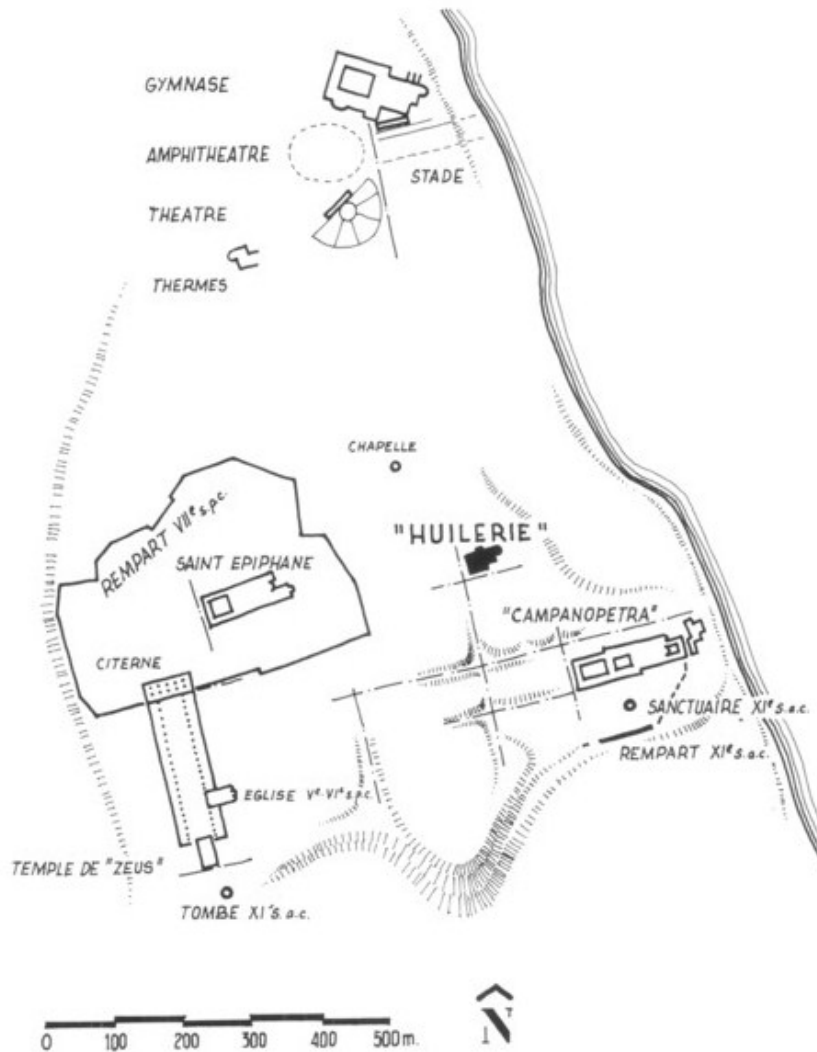 GYMNASE
AMPHITHEATRE
STADE
THEATRE
THERMES
CHAPELLE
REMPART VIIe s.p.c.
"HUILERIE"
SAINT EPIPHANE
"CAMPANOPETRA"
CITERNE
SANCTUAIRE XIe s.a.c.
REMPART XIe s.a.c.
EGLISE Ve-VIe s.p.c.
TEMPLE DE "ZEUS"
TOMBE XIe s.a.c.
N
0 100 200 300 400 500 m.